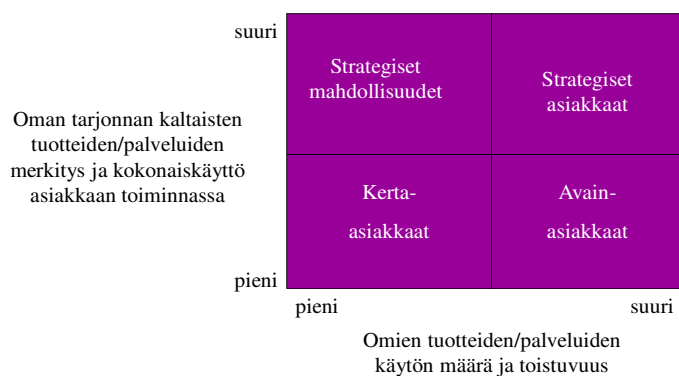 suuri
Strategiset
mahdollisuudet
Strategiset
asiakkaat
Oman tarjonnan kaltaisten
tuotteiden/palveluiden
merkitys ja kokonaiskäyttö
asiakkaan toiminnassa
Kerta-
asiakkaat
Avain-
asiakkaat
pieni
pieni
suuri
Omien tuotteiden/palveluiden
käytön määrä ja toistuvuus